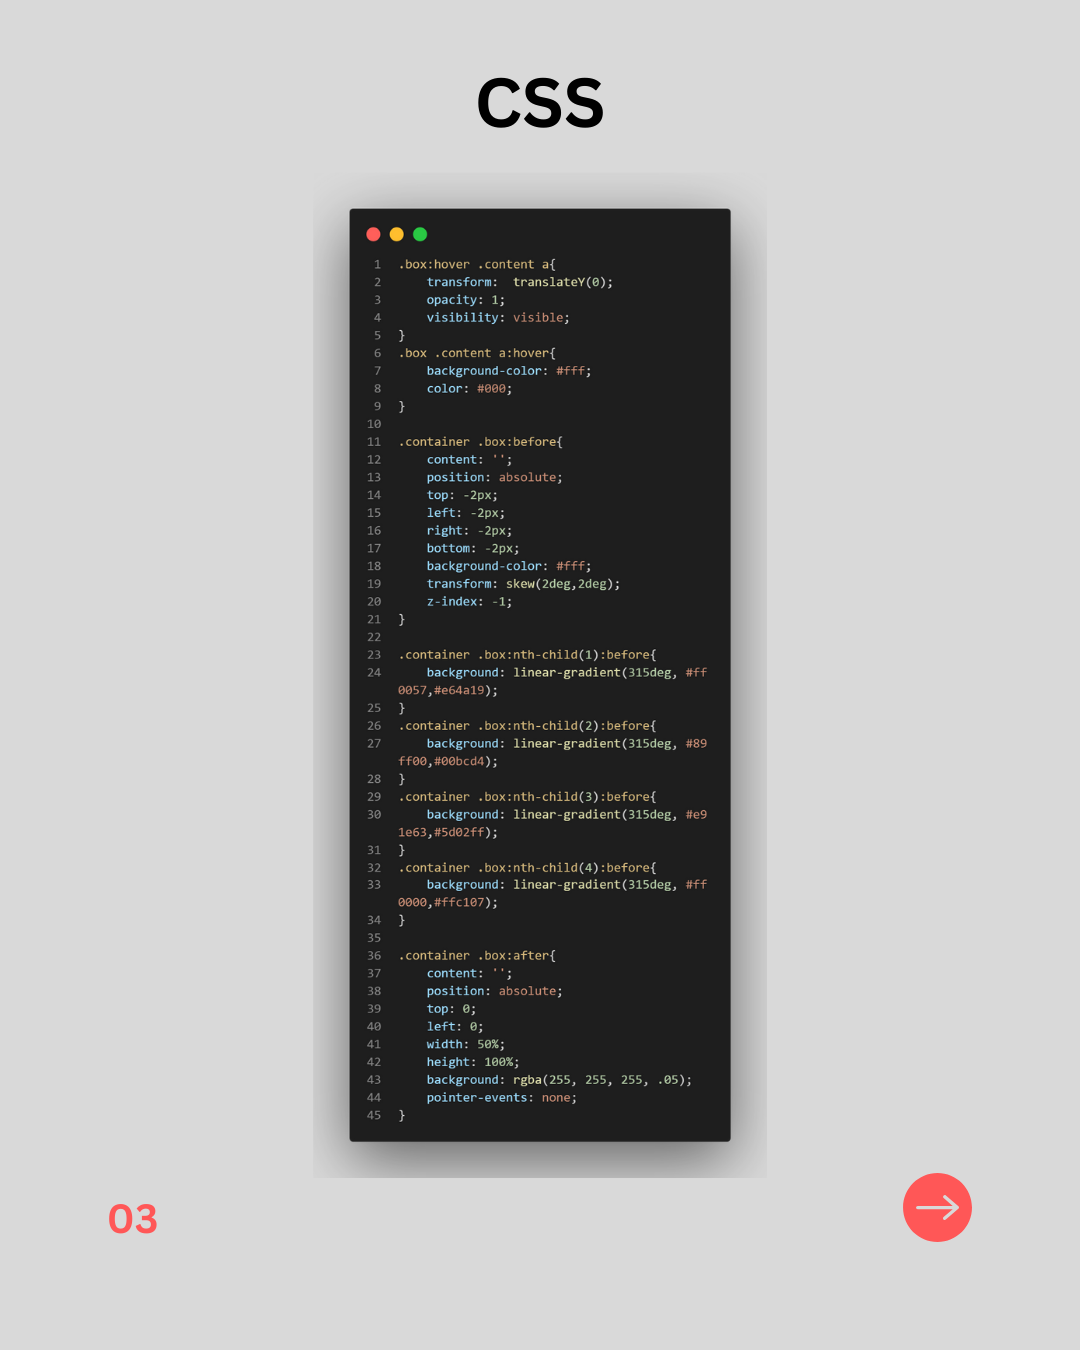 CSS
1 .box:hover .content a{
2     transform:  translateY(0);
3     opacity: 1;
4     visibility: visible;
5 }
6 .box .content a:hover{
7     background-color: #fff;
8     color: #000;
9 }
10
11 .container .box:before{
12     content: '';
13     position: absolute;
14     top: -2px;
15     left: -2px;
16     right: -2px;
17     bottom: -2px;
18     background-color: #fff;
19     transform: skew(2deg,2deg);
20     z-index: -1;
21 }
22
23 .container .box:nth-child(1):before{
24     background: linear-gradient(315deg, #ff
0057,#e64a19);
25 }
26 .container .box:nth-child(2):before{
27     background: linear-gradient(315deg, #89
ff00,#00bcd4);
28 }
29 .container .box:nth-child(3):before{
30     background: linear-gradient(315deg, #e9
1e63,#5d02ff);
31 }
32 .container .box:nth-child(4):before{
33     background: linear-gradient(315deg, #ff
0000,#ffc107);
34 }
35
36 .container .box:after{
37     content: '';
38     position: absolute;
39     top: 0;
40     left: 0;
41     width: 50%;
42     height: 100%;
43     background: rgba(255, 255, 255, .05);
44     pointer-events: none;
45 }
03